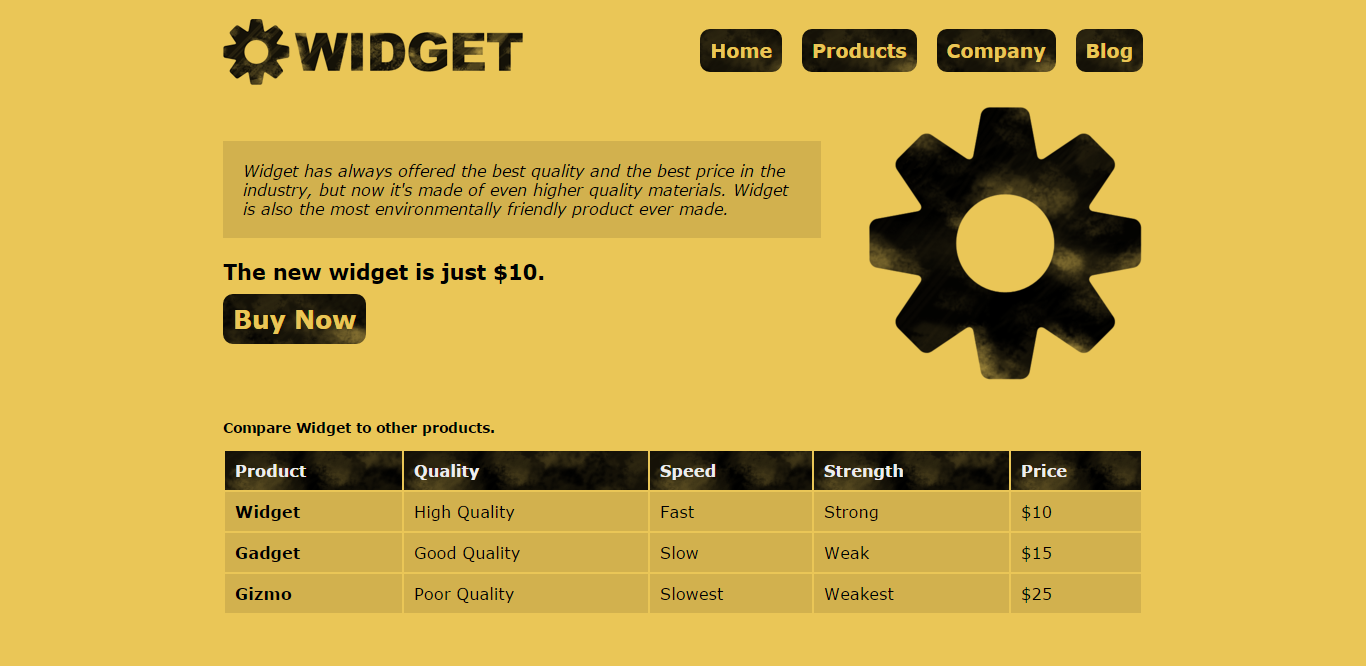 WIDGET
Home Products Company Blog
Widget has always offered the best quality and the best price in the
industry, but now it's made of even higher quality materials. Widget
is also the most environmentally friendly product ever made.
The new widget is just $10.
Buy Now
Compare Widget to other products.
Product Quality Speed Strength Price
Widget High Quality Fast Strong $10
Gadget Good Quality Slow Weak $15
Gizmo Poor Quality Slowest Weakest $25